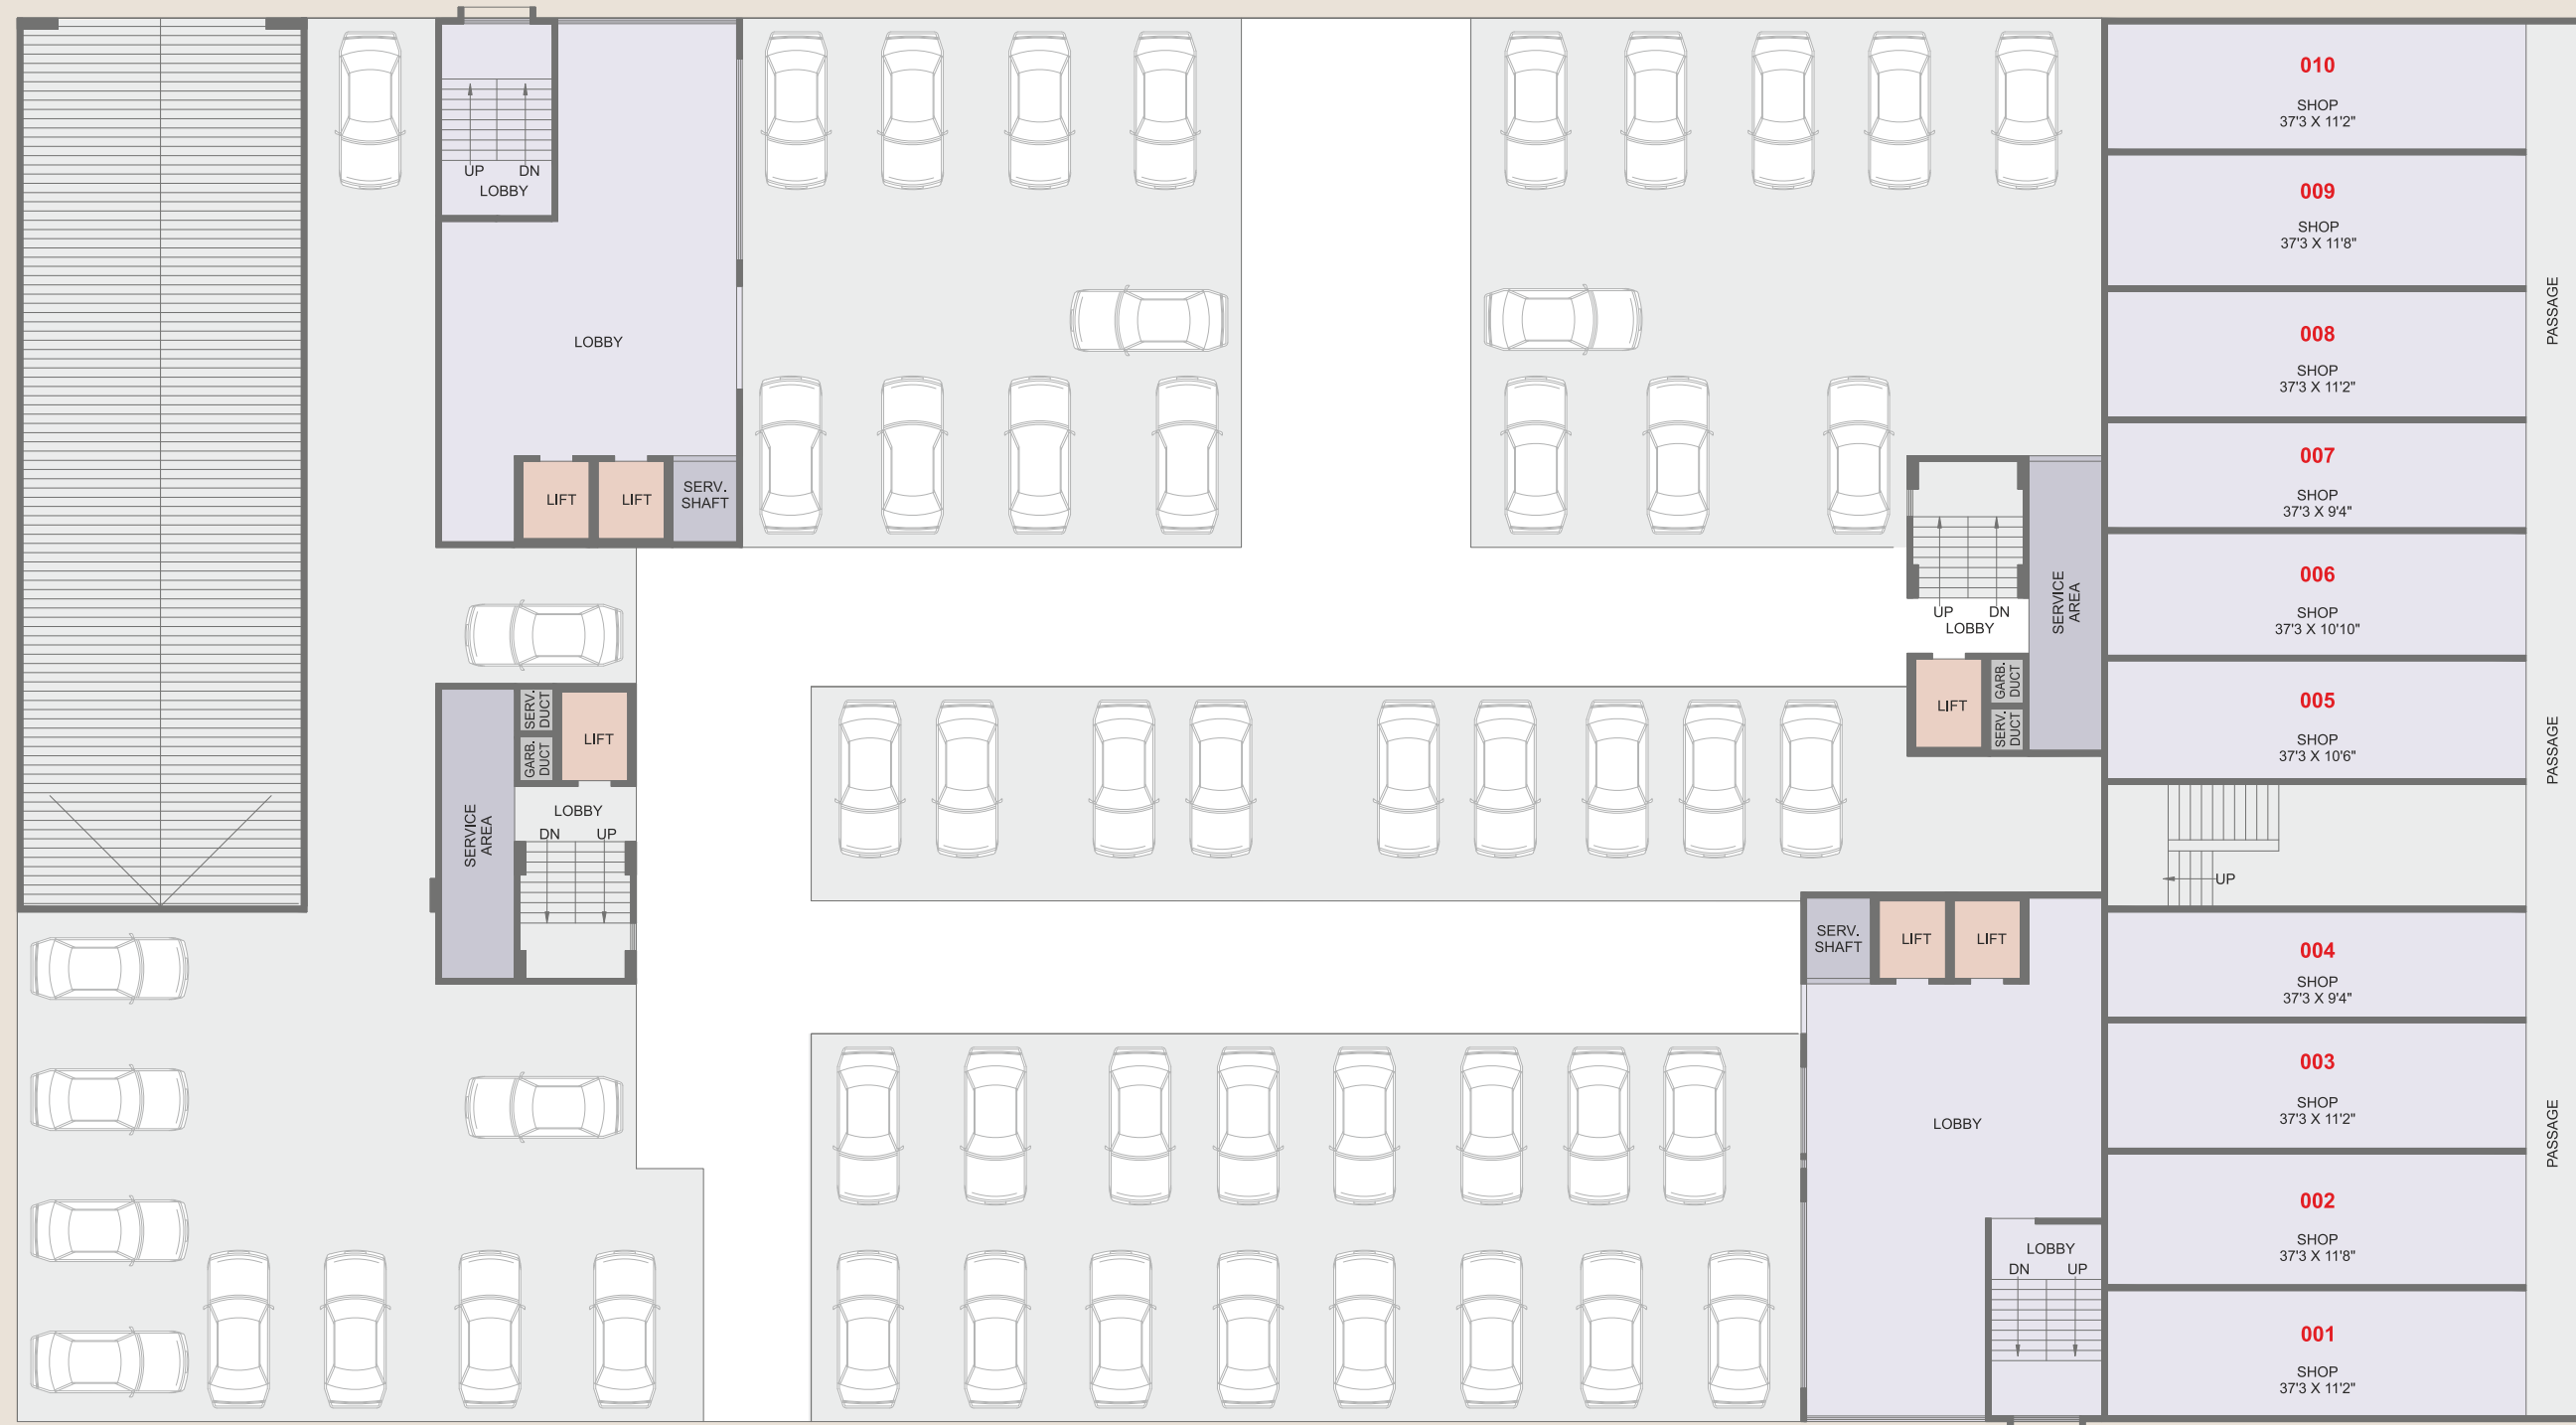 UP DN
LOBBY
LOBBY
LIFT
LIFT
SERV.
SHAFT
SERVICE
AREA
SERV.
DUCT
GARB.
DUCT
LIFT
LOBBY
DN UP
UP DN
LOBBY
SERVICE
AREA
LIFT
GARB.
DUCT
SERV.
DUCT
SERV.
SHAFT
LIFT
LIFT
LOBBY
LOBBY
DN UP
010
SHOP
37'3 X 11'2"
009
SHOP
37'3 X 11'8"
008
SHOP
37'3 X 11'2"
007
SHOP
37'3 X 9'4"
006
SHOP
37'3 X 10'10"
005
SHOP
37'3 X 10'6"
UP
004
SHOP
37'3 X 9'4"
003
SHOP
37'3 X 11'2"
002
SHOP
37'3 X 11'8"
001
SHOP
37'3 X 11'2"
PASSAGE
PASSAGE
PASSAGE